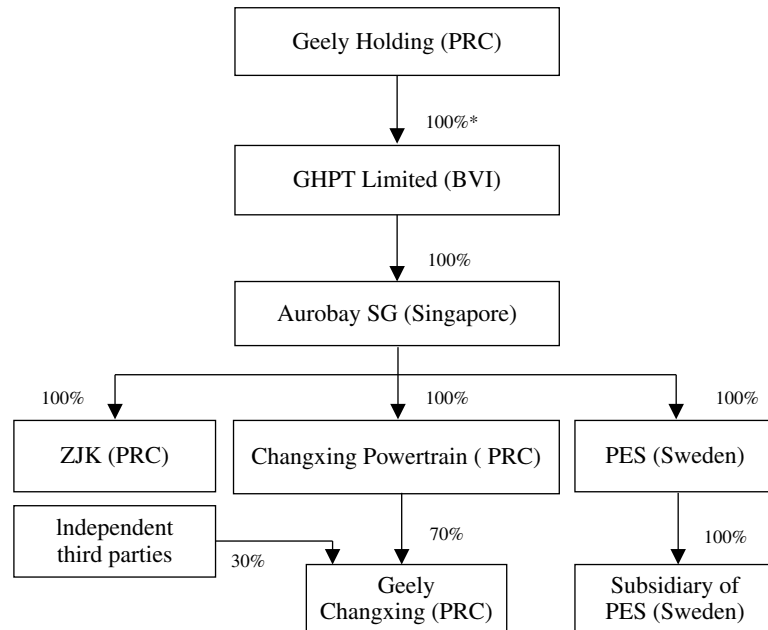 Geely Holding (PRC)
100%*
GHPT Limited (BVI)
100%
Aurobay SG (Singapore)
100%
100%
100%
ZJK (PRC)
Changxing Powertrain ( PRC)
PES (Sweden)
Independent
third parties
30%
70%
100%
Geely
Changxing (PRC)
Subsidiary of
PES (Sweden)